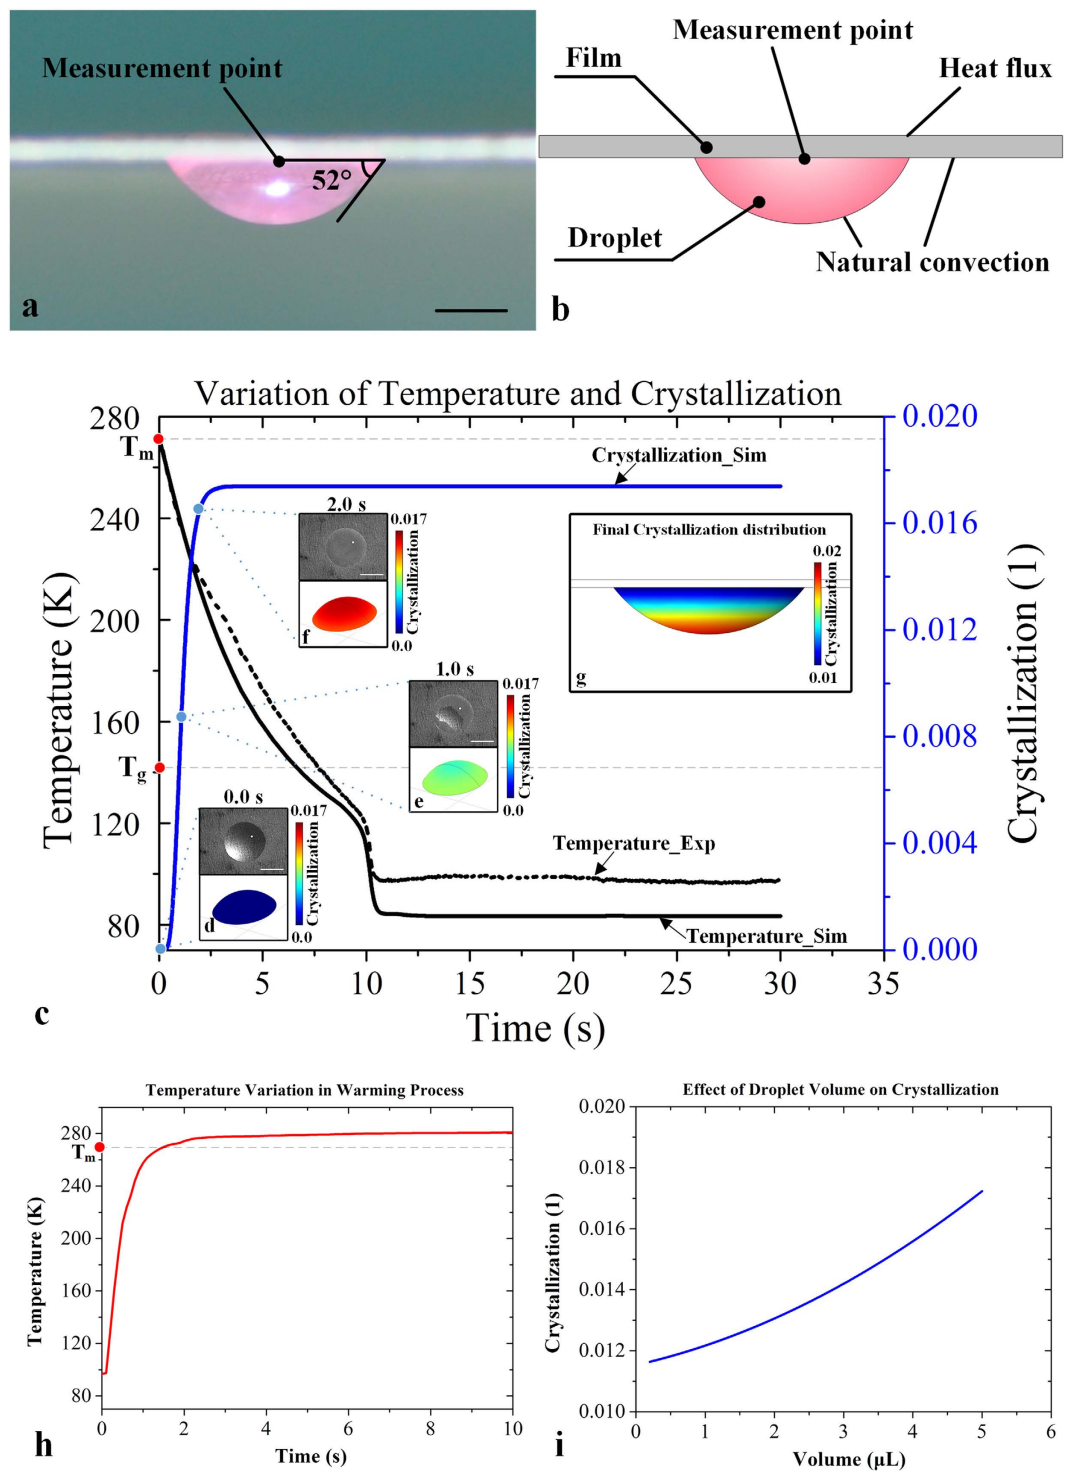 Measurement point
52°
a
Measurement point
Film
Heat flux
Droplet
Natural convection
b
Variation of Temperature and Crystallization
280
240
200
160
120
80
Temperature (K)
T_m
T_g
0.020
0.016
0.012
0.008
0.004
0.000
Crystallization (1)
Crystallization_Sim
2.0 s
0.017
Crystallization
0.0
f
Final Crystallization distribution
0.02
Crystallization
0.01
g
1.0 s
0.017
Crystallization
0.0
e
0.0 s
0.017
Crystallization
0.0
d
Temperature_Exp
Temperature_Sim
0 5 10 15 20 25 30 35
Time (s)
c
Temperature Variation in Warming Process
280
T_m
240
200
160
120
80
Temperature (K)
0 2 4 6 8 10
Time (s)
h
Effect of Droplet Volume on Crystallization
0.020
0.018
0.016
0.014
0.012
0.010
Crystallization (1)
0 1 2 3 4 5 6
Volume (μL)
i